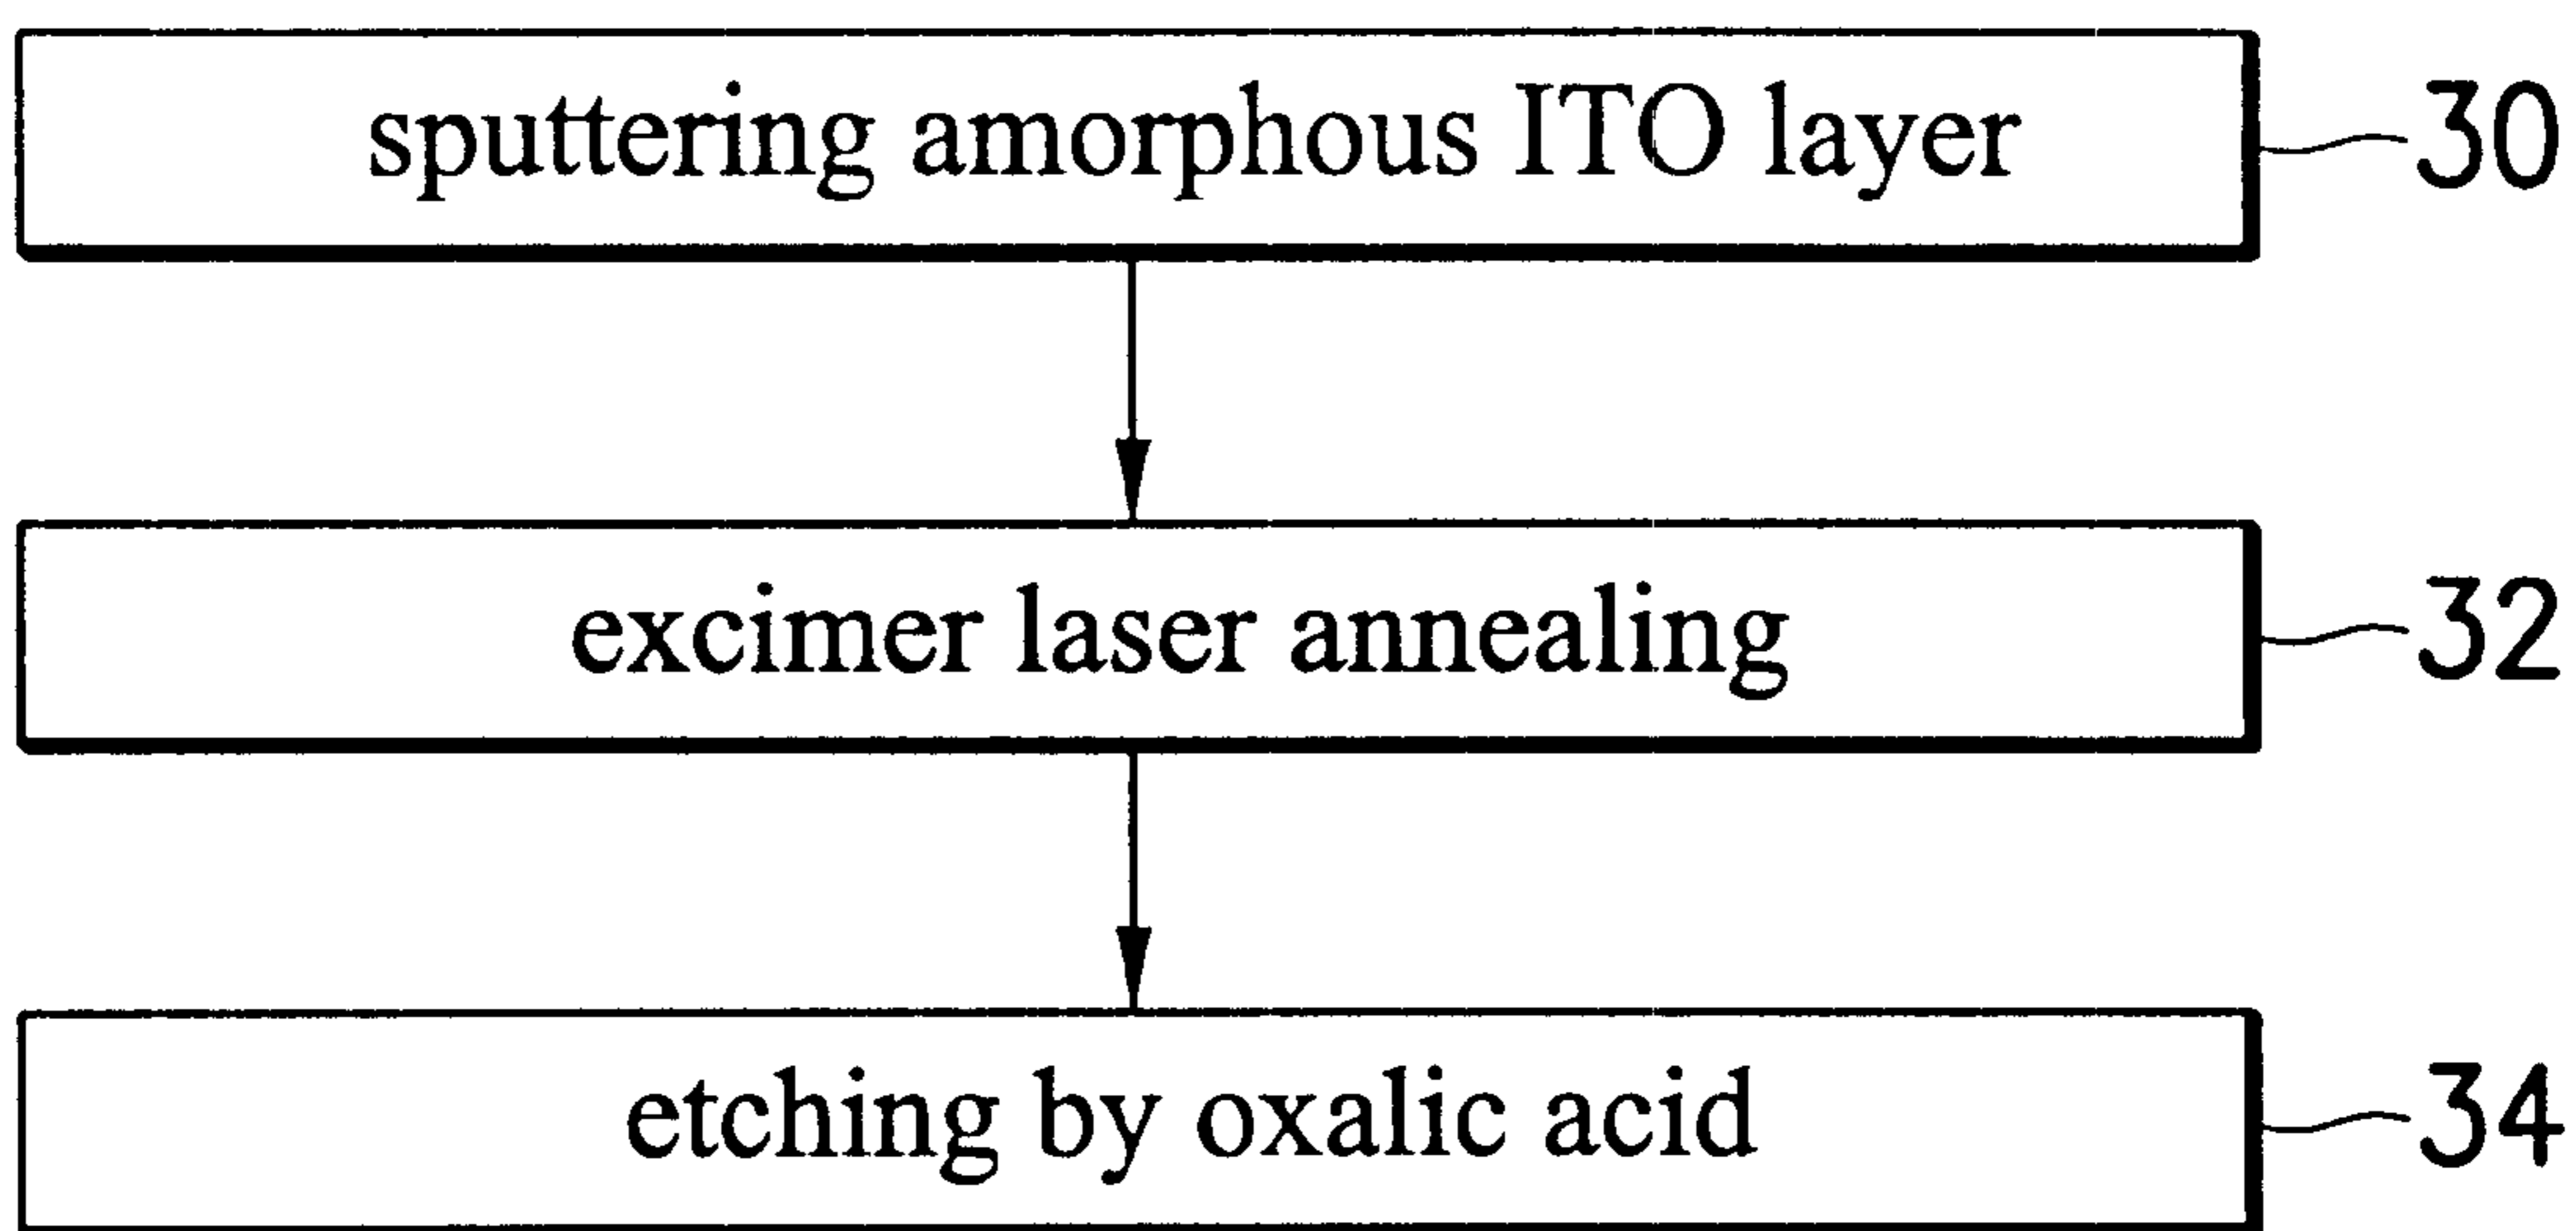 sputtering amorphous ITO layer 30
excimer laser annealing 32
etching by oxalic acid 34